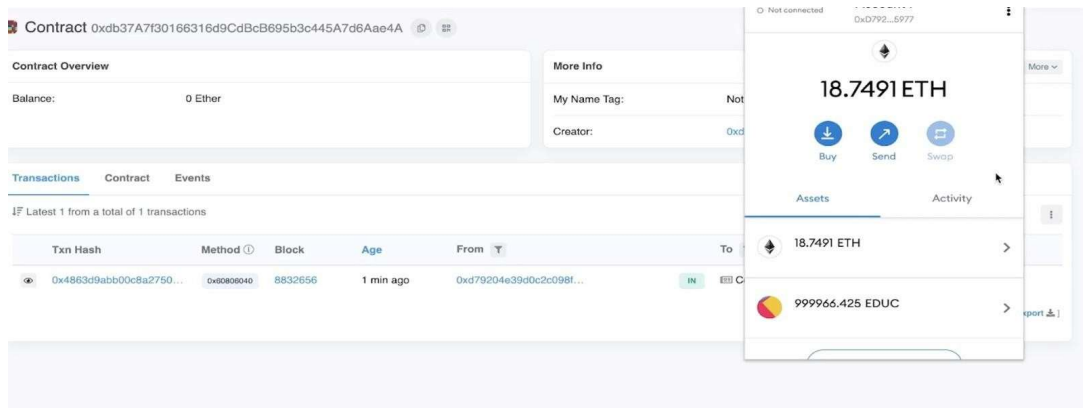 Contract 0xdb37A7f30166316d9CdBcB695b3c445A7d6Aae4A
Contract Overview
Balance: 0 Ether
More Info
More
My Name Tag: Not
Creator: 0xd
Transactions Contract Events
Latest 1 from a total of 1 transactions
Txn Hash Method Block Age From To
0x4863d9abb00c8a2750... 0x60806040 8832656 1 min ago 0xd79204e39d0c2c098f... IN C
xport ]
Not connected
0xD792...5977
18.7491 ETH
Buy Send Swap
Assets Activity
18.7491 ETH
999966.425 EDUC